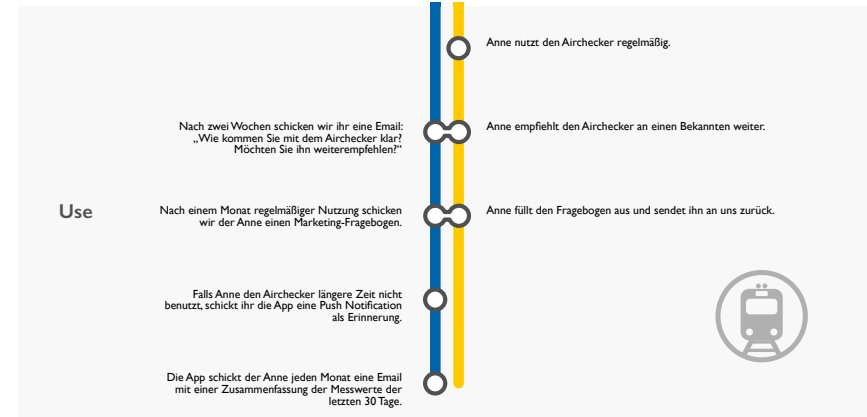 Anne nutzt den Airchecker regelmäßig.
Nach zwei Wochen schicken wir ihr eine Email:
„Wie kommen Sie mit dem Airchecker klar?
Möchten Sie ihn weiterempfehlen?“
Anne empfiehlt den Airchecker an einen Bekannten weiter.
Use
Nach einem Monat regelmäßiger Nutzung schicken
wir der Anne einen Marketing-Fragebogen.
Anne füllt den Fragebogen aus und sendet ihn an uns zurück.
Falls Anne den Airchecker längere Zeit nicht
benutzt, schickt ihr die App eine Push Notification
als Erinnerung.
Die App schickt der Anne jeden Monat eine Email
mit einer Zusammenfassung der Messwerte der
letzten 30 Tage.